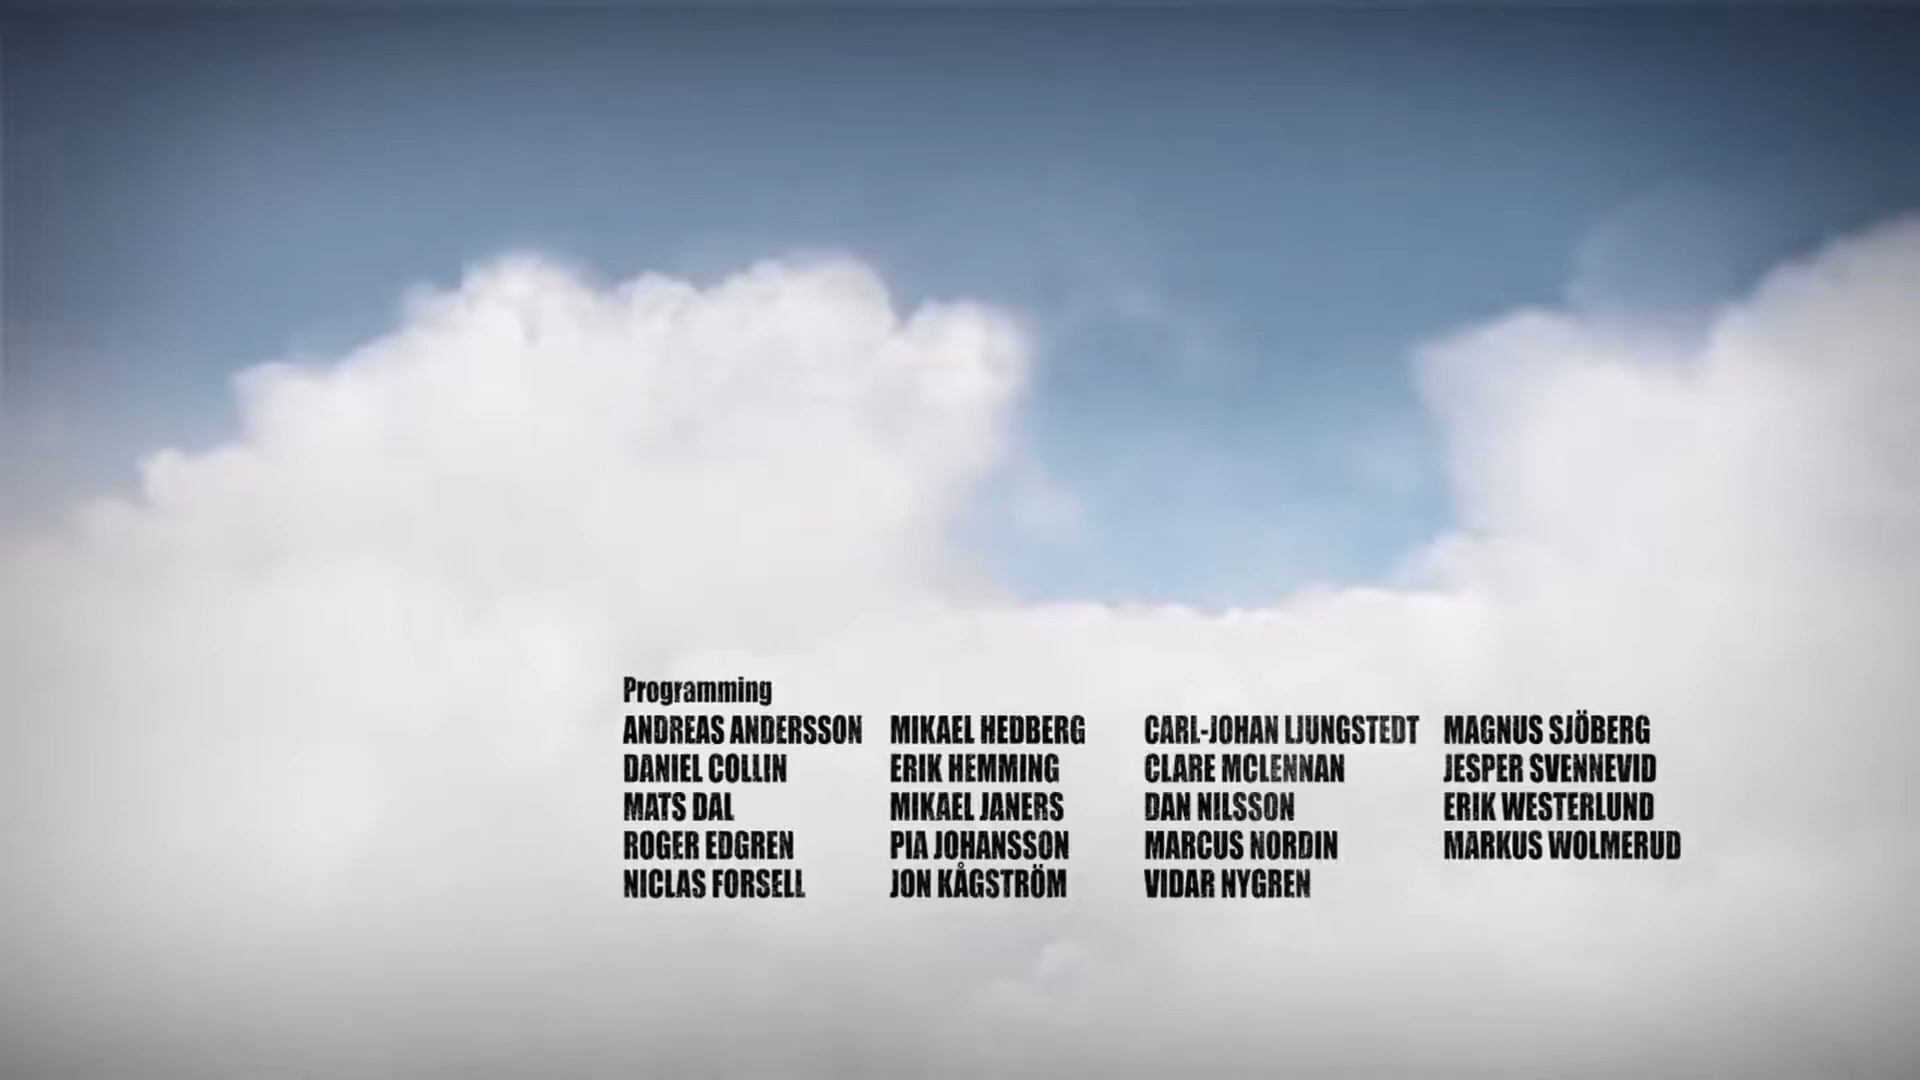 Programming
ANDREAS ANDERSSON
DANIEL COLLIN
MATS DAL
ROGER EDGREN
NICLAS FORSELL
MIKAEL HEDBERG
ERIK HEMMING
MIKAEL JANERS
PIA JOHANSSON
JON KÅGSTRÖM
CARL-JOHAN LJUNGSTEDT
CLARE MCLENNAN
DAN NILSSON
MARCUS NORDIN
VIDAR NYGREN
MAGNUS SJÖBERG
JESPER SVENNEVID
ERIK WESTERLUND
MARKUS WOLMERUD